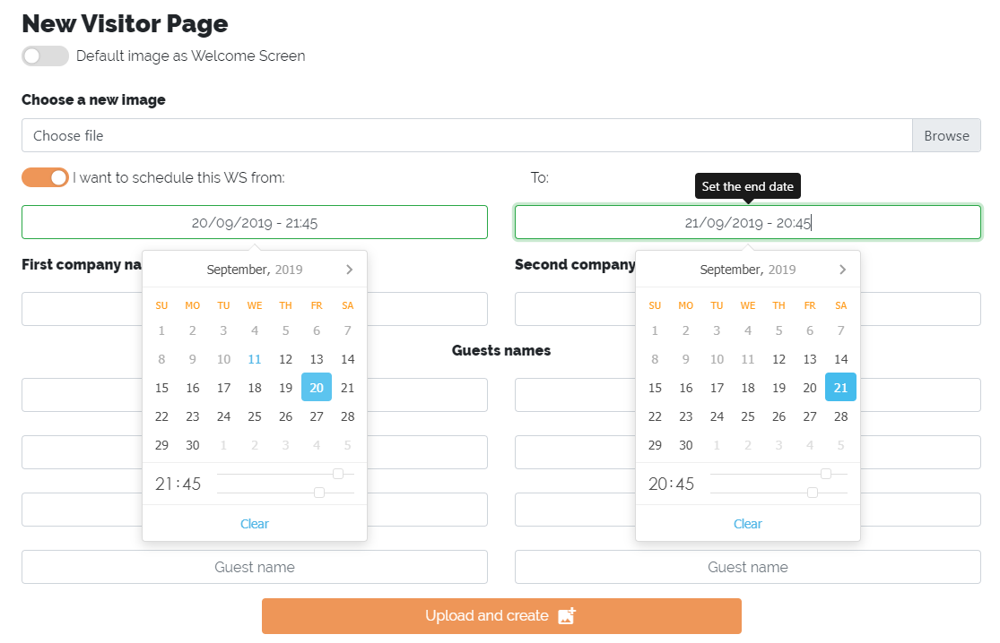 New Visitor Page
Default image as Welcome Screen
Choose a new image
Choose file Browse
I want to schedule this WS from: To:
Set the end date
20/09/2019 - 21:45 21/09/2019 - 20:45
First company na Second company
September, 2019
SU MO TU WE TH FR SA
1 2 3 4 5 6 7
8 9 10 11 12 13 14
15 16 17 18 19 20 21
22 23 24 25 26 27 28
29 30 1 2 3 4 5
21:45
Clear
September, 2019
SU MO TU WE TH FR SA
1 2 3 4 5 6 7
8 9 10 11 12 13 14
15 16 17 18 19 20 21
22 23 24 25 26 27 28
29 30 1 2 3 4 5
20:45
Clear
Guests names
Guest name Guest name
Upload and create